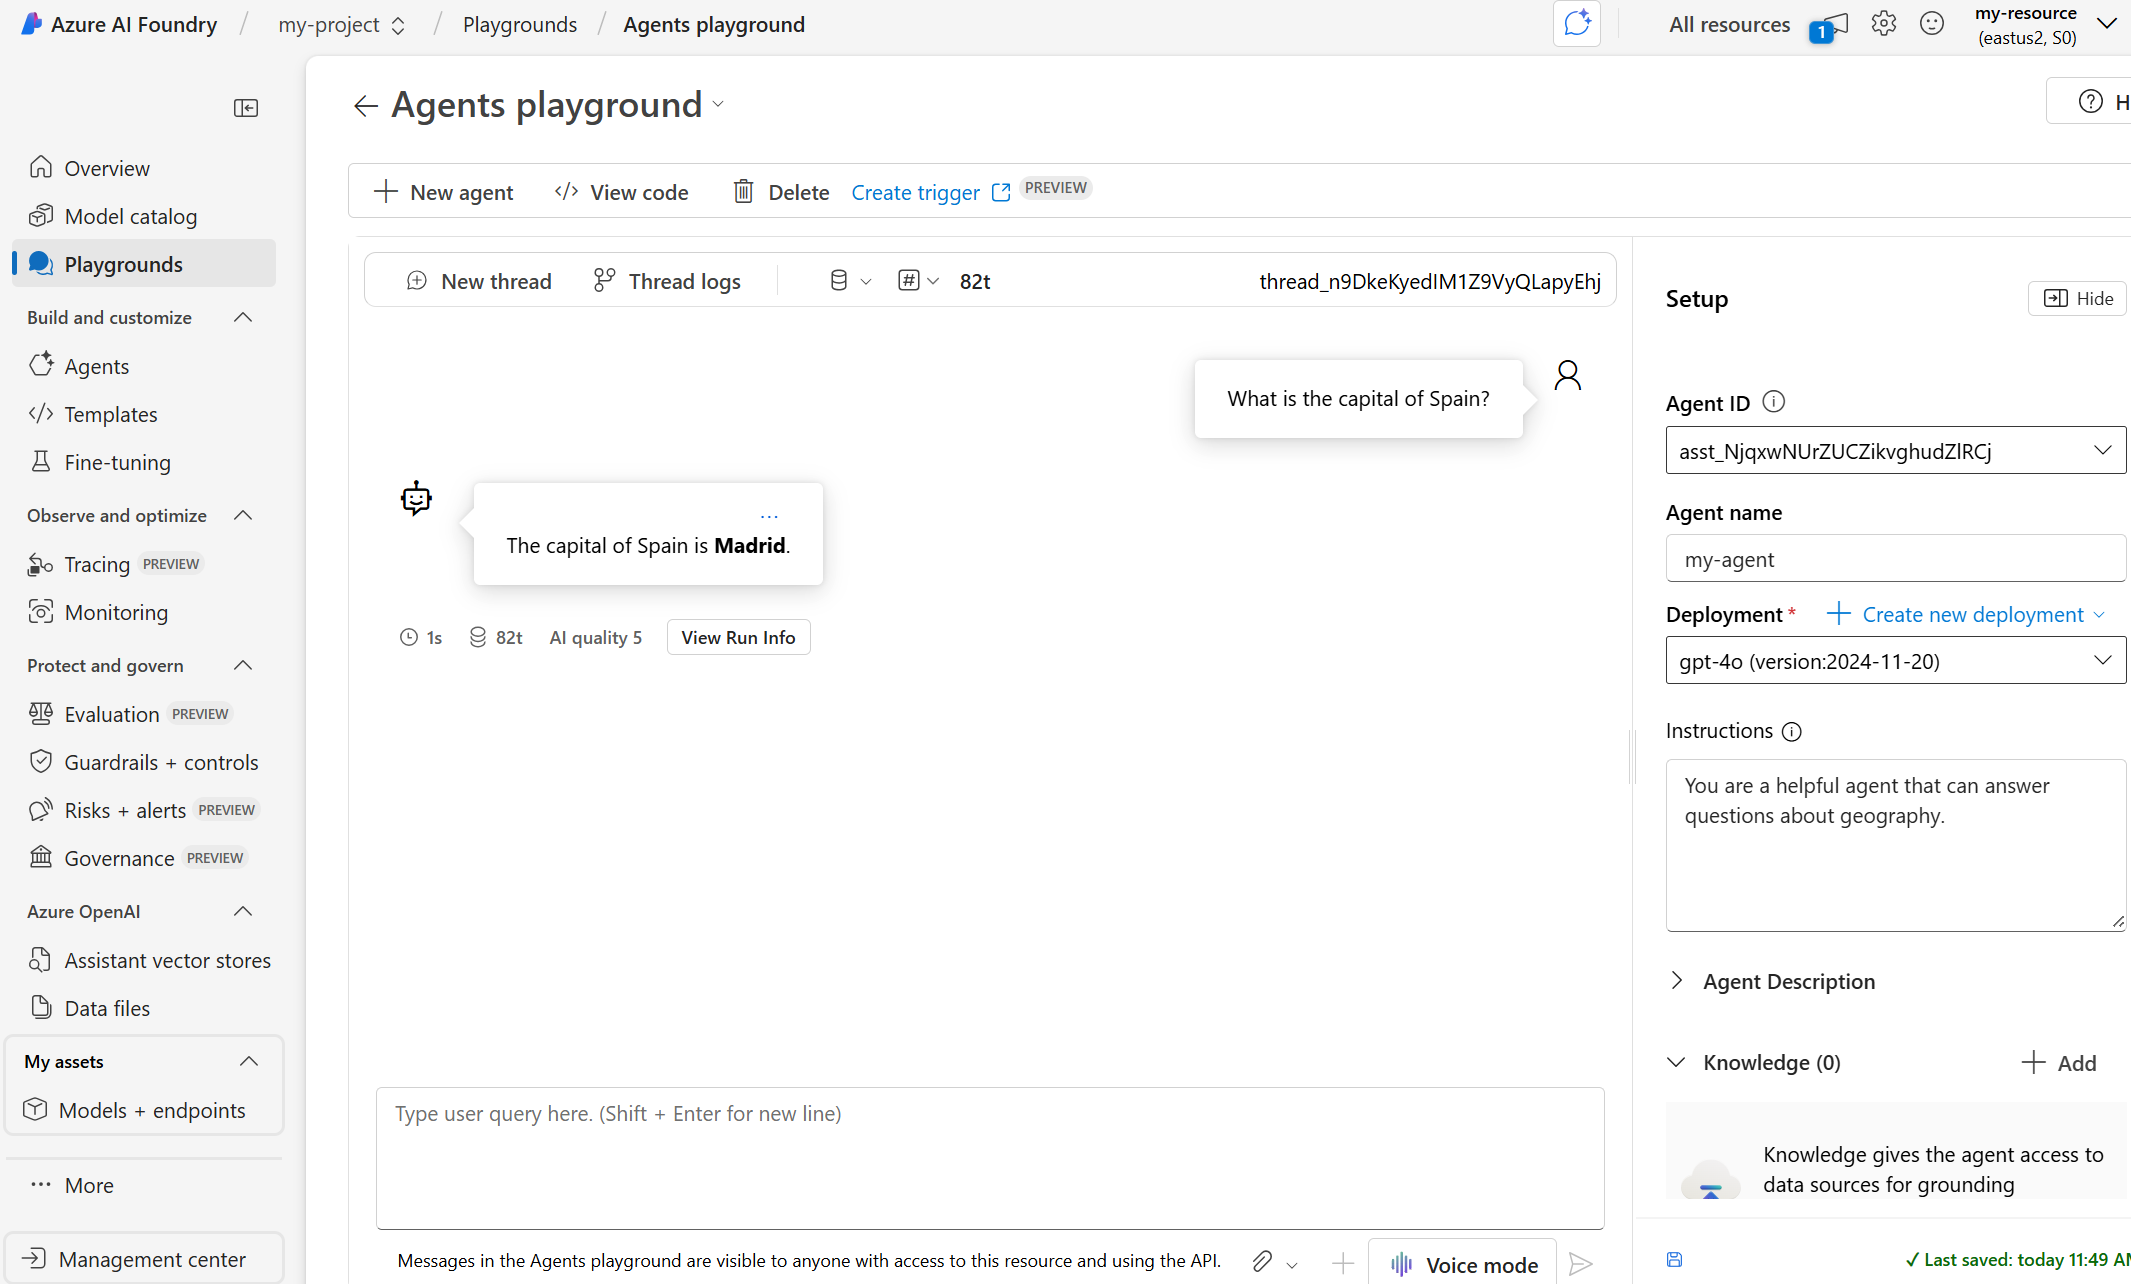 Azure AI Foundry / my-project / Playgrounds / Agents playground
All resources 1 my-resource
(eastus2, S0)
Overview
Model catalog
Playgrounds
Build and customize
Agents
Templates
Fine-tuning
Observe and optimize
Tracing PREVIEW
Monitoring
Protect and govern
Evaluation PREVIEW
Guardrails + controls
Risks + alerts PREVIEW
Governance PREVIEW
Azure OpenAI
Assistant vector stores
Data files
My assets
Models + endpoints
... More
Management center
Agents playground
H
New agent </> View code Delete Create trigger PREVIEW
New thread Thread logs # 82t thread_n9DkeKyedIM1Z9VyQLapyEhj
What is the capital of Spain?
...
The capital of Spain is Madrid.
1s 82t AI quality 5 View Run Info
Type user query here. (Shift + Enter for new line)
Messages in the Agents playground are visible to anyone with access to this resource and using the API.
Voice mode
Setup Hide
Agent ID
asst_NjqxwNUrZUCZikvghudZlRCj
Agent name
my-agent
Deployment * + Create new deployment
gpt-4o (version:2024-11-20)
Instructions
You are a helpful agent that can answer
questions about geography.
Agent Description
Knowledge (0) + Add
Knowledge gives the agent access to
data sources for grounding
✓ Last saved: today 11:49 AM